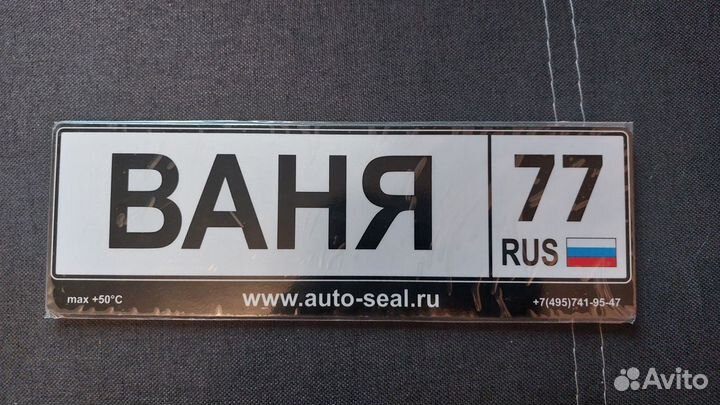 ВАНЯ 77
RUS
max +50°C www.auto-seal.ru +7(495)741-95-47
Avito